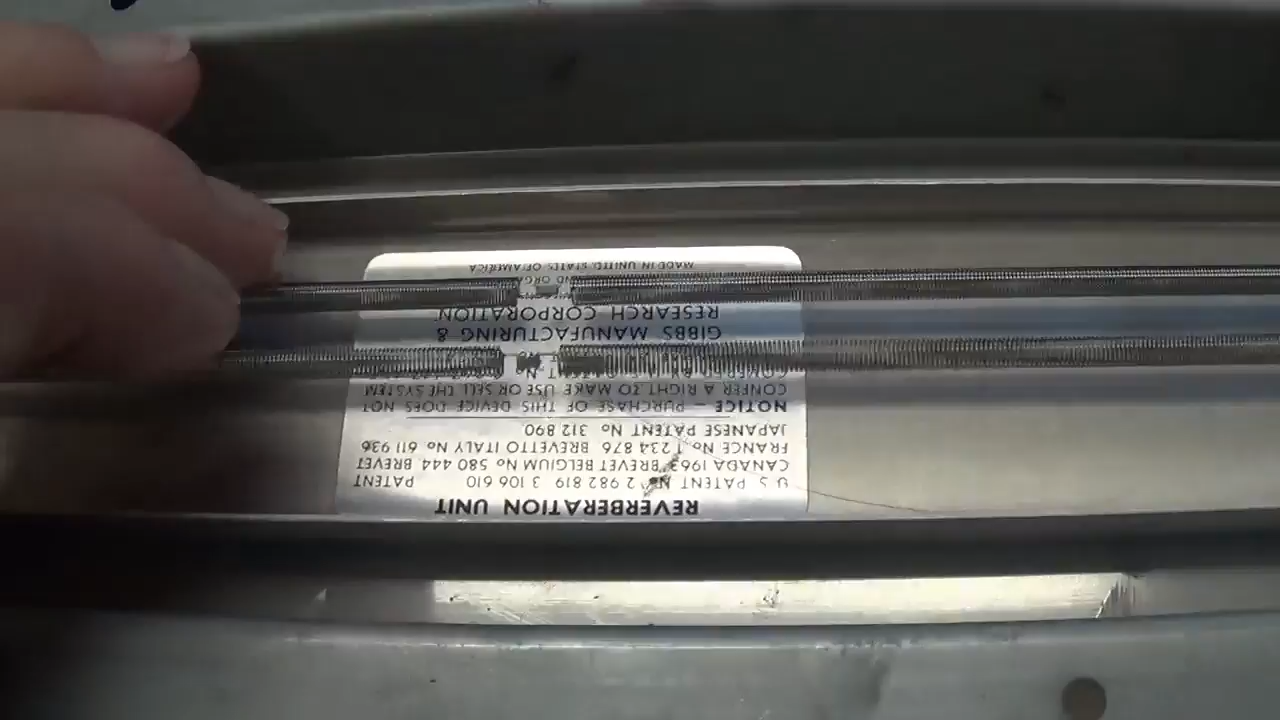 REVERBERATION UNIT
U.S. PATENT No 2 982 819 3 106 610 PATENT
CANADA 1963 BREVET BELGIUM No 580 444 BREVET
FRANCE No 1 234 876 BREVETTO ITALY No 611 936
JAPANESE PATENT No 312 890
NOTICE — PURCHASE OF THIS DEVICE DOES NOT
CONFER A RIGHT TO MAKE USE OR SELL THE SYSTEM
GIBBS MANUFACTURING &
RESEARCH CORPORATION
MADE IN UNITED STATES OF AMERICA